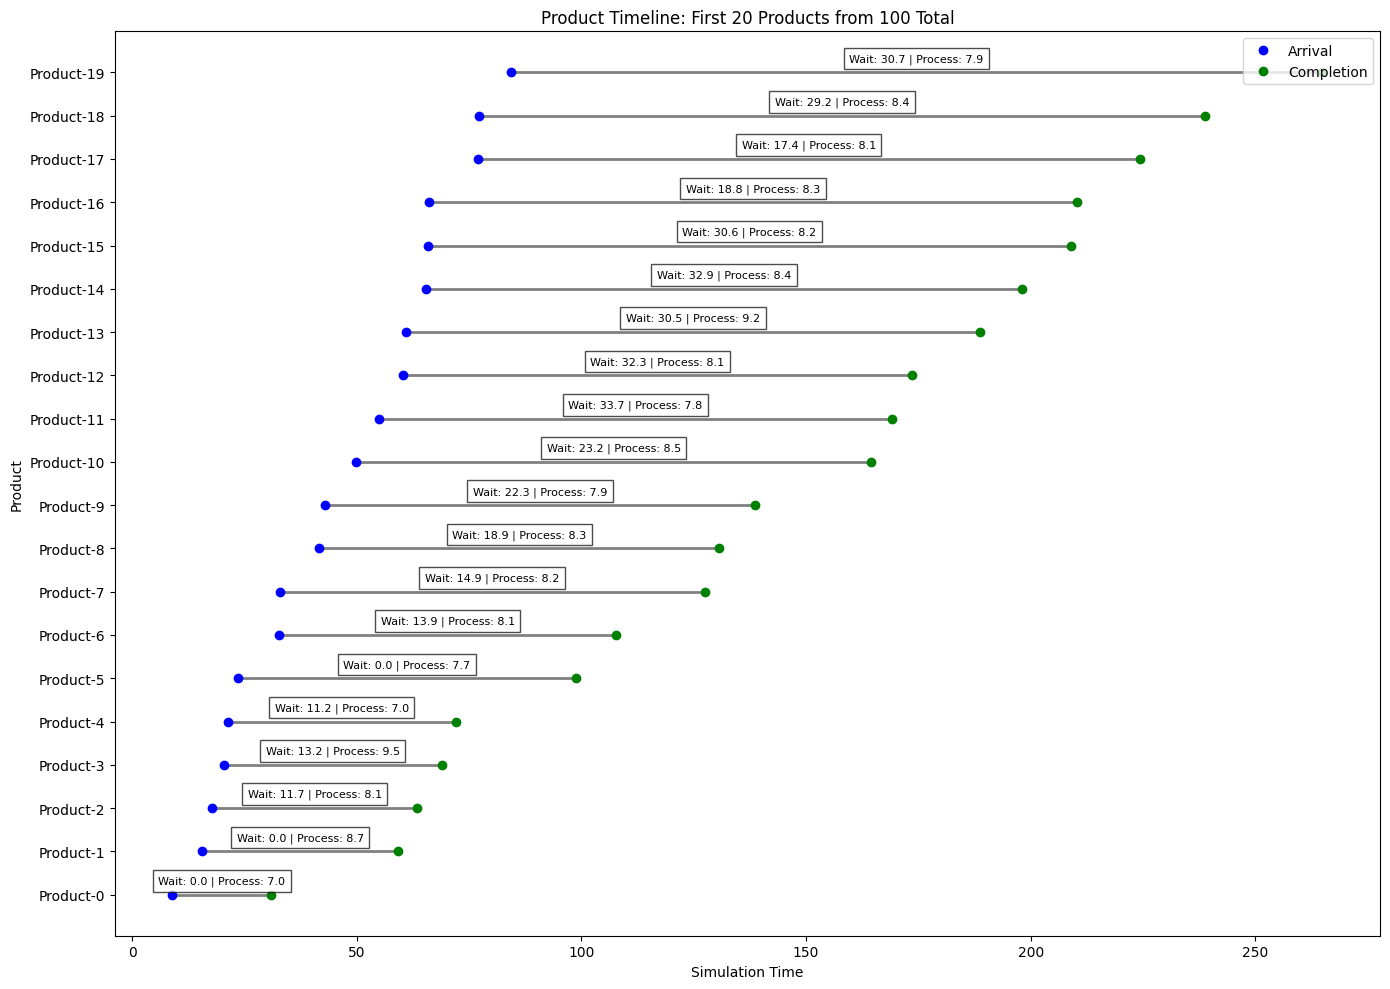 Product Timeline: First 20 Products from 100 Total
Arrival
Completion
Product-19
Wait: 30.7 | Process: 7.9
Product-18
Wait: 29.2 | Process: 8.4
Product-17
Wait: 17.4 | Process: 8.1
Product-16
Wait: 18.8 | Process: 8.3
Product-15
Wait: 30.6 | Process: 8.2
Product-14
Wait: 32.9 | Process: 8.4
Product-13
Wait: 30.5 | Process: 9.2
Product-12
Wait: 32.3 | Process: 8.1
Product-11
Wait: 33.7 | Process: 7.8
Product-10
Wait: 23.2 | Process: 8.5
Product-9
Wait: 22.3 | Process: 7.9
Product-8
Wait: 18.9 | Process: 8.3
Product-7
Wait: 14.9 | Process: 8.2
Product-6
Wait: 13.9 | Process: 8.1
Product-5
Wait: 0.0 | Process: 7.7
Product-4
Wait: 11.2 | Process: 7.0
Product-3
Wait: 13.2 | Process: 9.5
Product-2
Wait: 11.7 | Process: 8.1
Product-1
Wait: 0.0 | Process: 8.7
Product-0
Wait: 0.0 | Process: 7.0
Product
0 50 100 150 200 250
Simulation Time